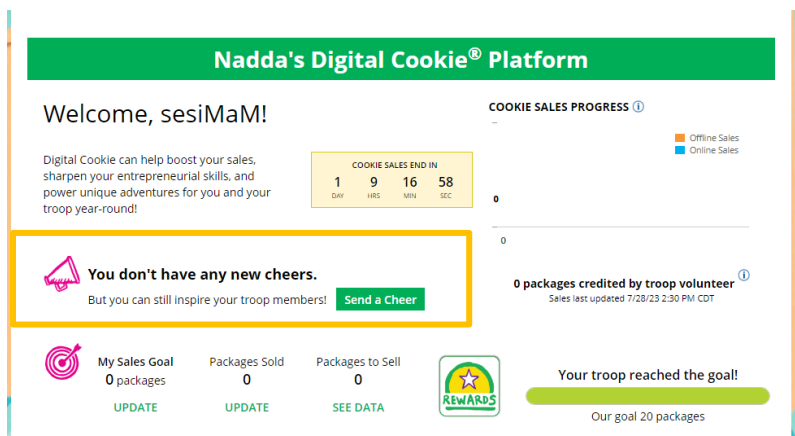 Nadda's Digital Cookie® Platform
Welcome, sesiMaM!
Digital Cookie can help boost your sales,
sharpen your entrepreneurial skills, and
power unique adventures for you and your
troop year-round!
COOKIE SALES END IN
1 9 16 58
DAY HRS MIN SEC
COOKIE SALES PROGRESS i
Offline Sales
Online Sales
0
0
You don't have any new cheers.
But you can still inspire your troop members! Send a Cheer
0 packages credited by troop volunteer i
Sales last updated 7/28/23 2:30 PM CDT
My Sales Goal Packages Sold Packages to Sell
0 packages 0 0
UPDATE UPDATE SEE DATA
REWARDS
Your troop reached the goal!
Our goal 20 packages